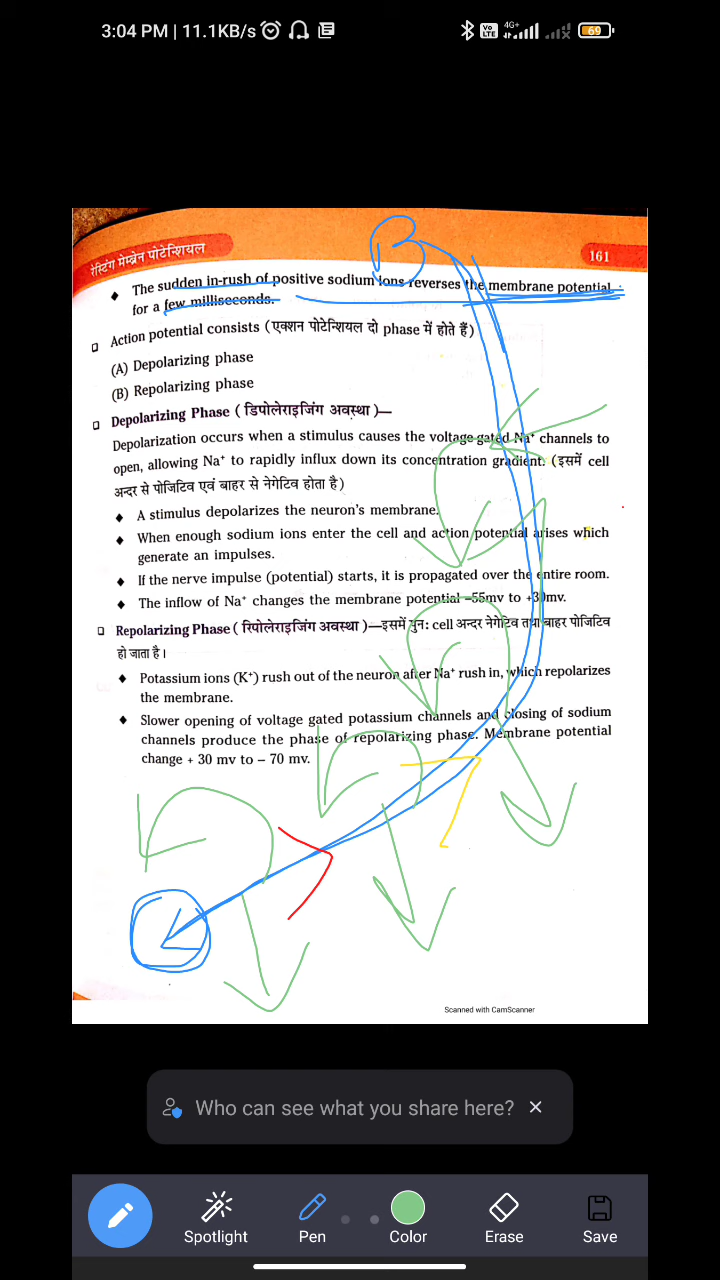 3:04 PM | 11.1KB/s
Vo LTE 4G+ 69
रेस्टिंग मेम्ब्रेन पोटेन्शियल
161
♦ The sudden in-rush of positive sodium ions reverses the membrane potential
for a few milliseconds.
❑ Action potential consists (एक्शन पोटेन्शियल दो phase में होते हैं)
(A) Depolarizing phase
(B) Repolarizing phase
❑ Depolarizing Phase (डिपोलेराइजिंग अवस्था)—
Depolarization occurs when a stimulus causes the voltage-gated Na⁺ channels to
open, allowing Na⁺ to rapidly influx down its concentration gradient. (इसमें cell
अन्दर से पोजिटिव एवं बाहर से नेगेटिव होता है)
♦ A stimulus depolarizes the neuron's membrane.
♦ When enough sodium ions enter the cell and action potential arises which
generate an impulses.
♦ If the nerve impulse (potential) starts, it is propagated over the entire room.
♦ The inflow of Na⁺ changes the membrane potential –55mv to +30mv.
❑ Repolarizing Phase (रिपोलेराइजिंग अवस्था)—इसमें पुन: cell अन्दर नेगेटिव तथा बाहर पोजिटिव
हो जाता है।
♦ Potassium ions (K⁺) rush out of the neuron after Na⁺ rush in, which repolarizes
the membrane.
♦ Slower opening of voltage gated potassium channels and closing of sodium
channels produce the phase of repolarizing phase. Membrane potential
change + 30 mv to – 70 mv.
Scanned with CamScanner
Who can see what you share here? ×
Spotlight Pen Color Erase Save